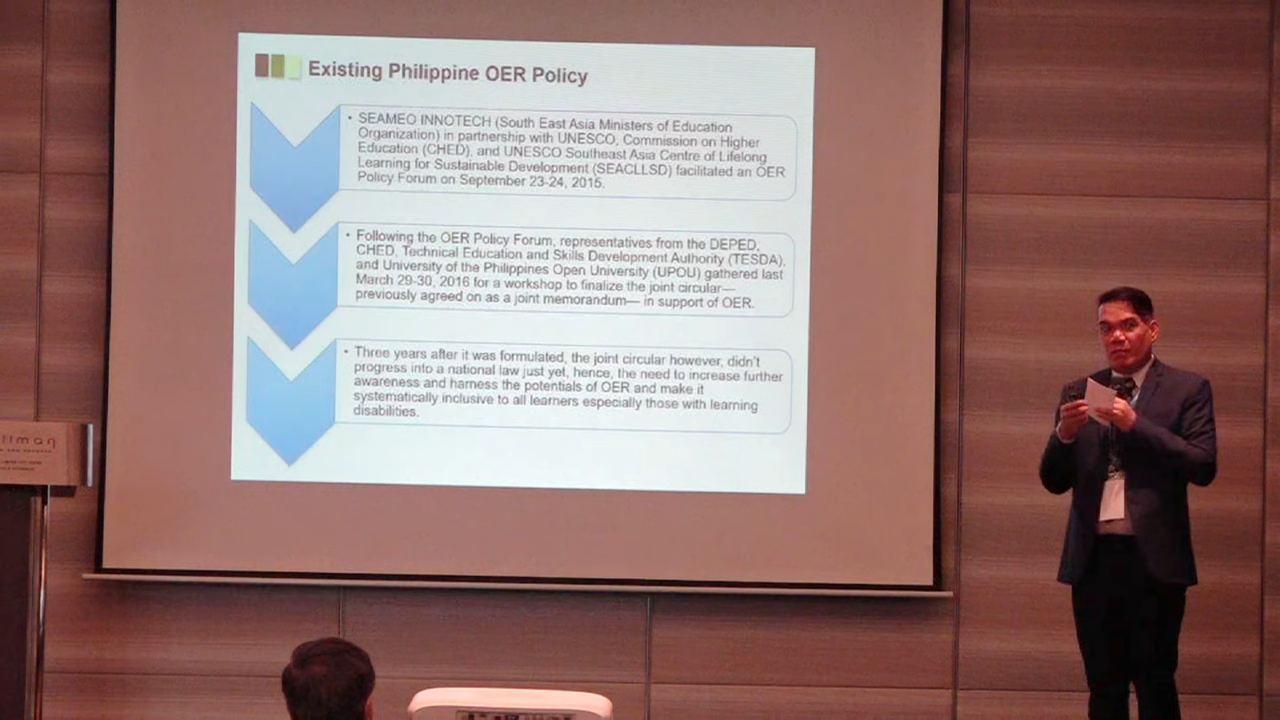 Existing Philippine OER Policy
• SEAMEO INNOTECH (South East Asia Ministers of Education
Organization) in partnership with UNESCO, Commission on Higher
Education (CHED), and UNESCO Southeast Asia Centre of Lifelong
Learning for Sustainable Development (SEACLLSD) facilitated an OER
Policy Forum on September 23-24, 2015.
• Following the OER Policy Forum, representatives from the DEPED,
CHED, Technical Education and Skills Development Authority (TESDA),
and University of the Philippines Open University (UPOU) gathered last
March 29-30, 2016 for a workshop to finalize the joint circular—
previously agreed on as a joint memorandum— in support of OER.
• Three years after it was formulated, the joint circular however, didn't
progress into a national law just yet, hence, the need to increase further
awareness and harness the potentials of OER and make it
systematically inclusive to all learners especially those with learning
disabilities.